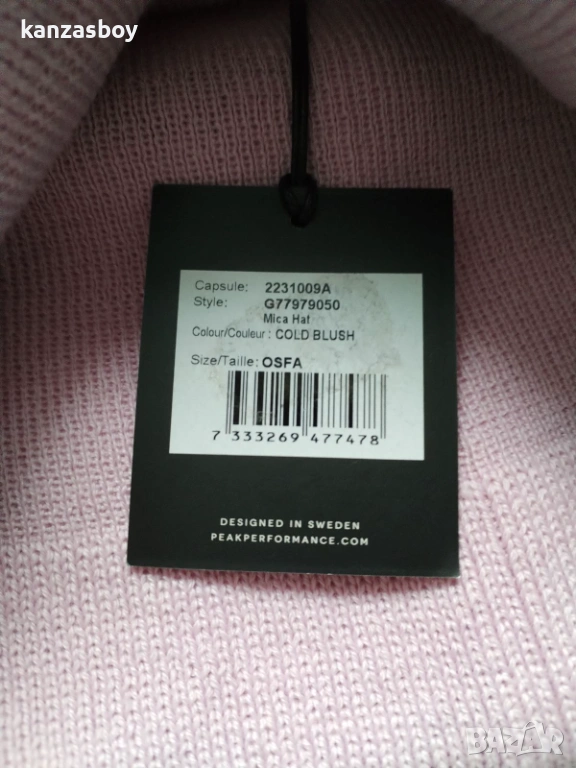 kanzasboy
Capsule: 2231009A
Style: G77979050
Mica Hat
Colour/Couleur : COLD BLUSH
Size/Taille: OSFA
7 333269 477478
DESIGNED IN SWEDEN
PEAKPERFORMANCE.COM
BAZAR